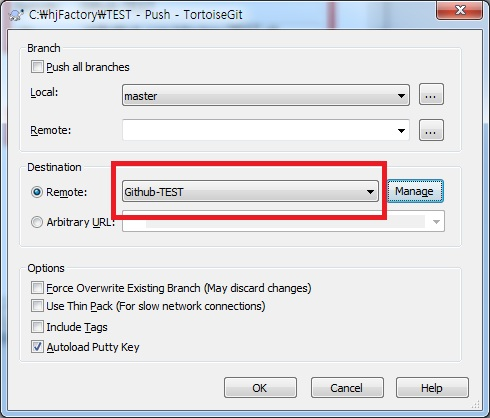 C:₩hjFactory₩TEST - Push - TortoiseGit
Branch
Push all branches
Local:
master
...
Remote:
...
Destination
Remote:
Github-TEST
Manage
Arbitrary URL:
Options
Force Overwrite Existing Branch (May discard changes)
Use Thin Pack (For slow network connections)
Include Tags
Autoload Putty Key
OK
Cancel
Help